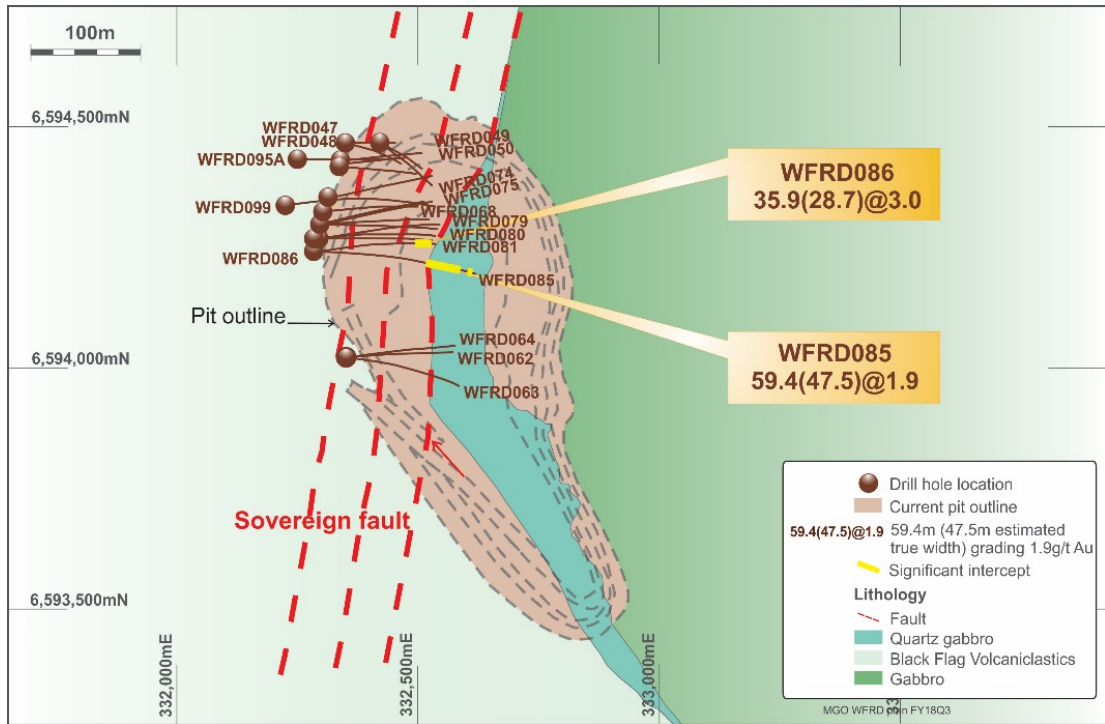 100m
6,594,500mN
6,594,000mN
6,593,500mN
332,000mE
332,500mE
333,000mE
WFRD047
WFRD048
WFRD095A
WFRD099
WFRD086
WFRD049
WFRD050
WFRD074
WFRD075
WFRD068
WFRD079
WFRD080
WFRD081
WFRD085
WFRD064
WFRD062
WFRD063
Pit outline
Sovereign fault
WFRD086
35.9(28.7)@3.0
WFRD085
59.4(47.5)@1.9
Drill hole location
Current pit outline
59.4(47.5)@1.9 59.4m (47.5m estimated
true width) grading 1.9g/t Au
Significant intercept
Lithology
Fault
Quartz gabbro
Black Flag Volcaniclastics
Gabbro
MGO WFRD FY18Q3